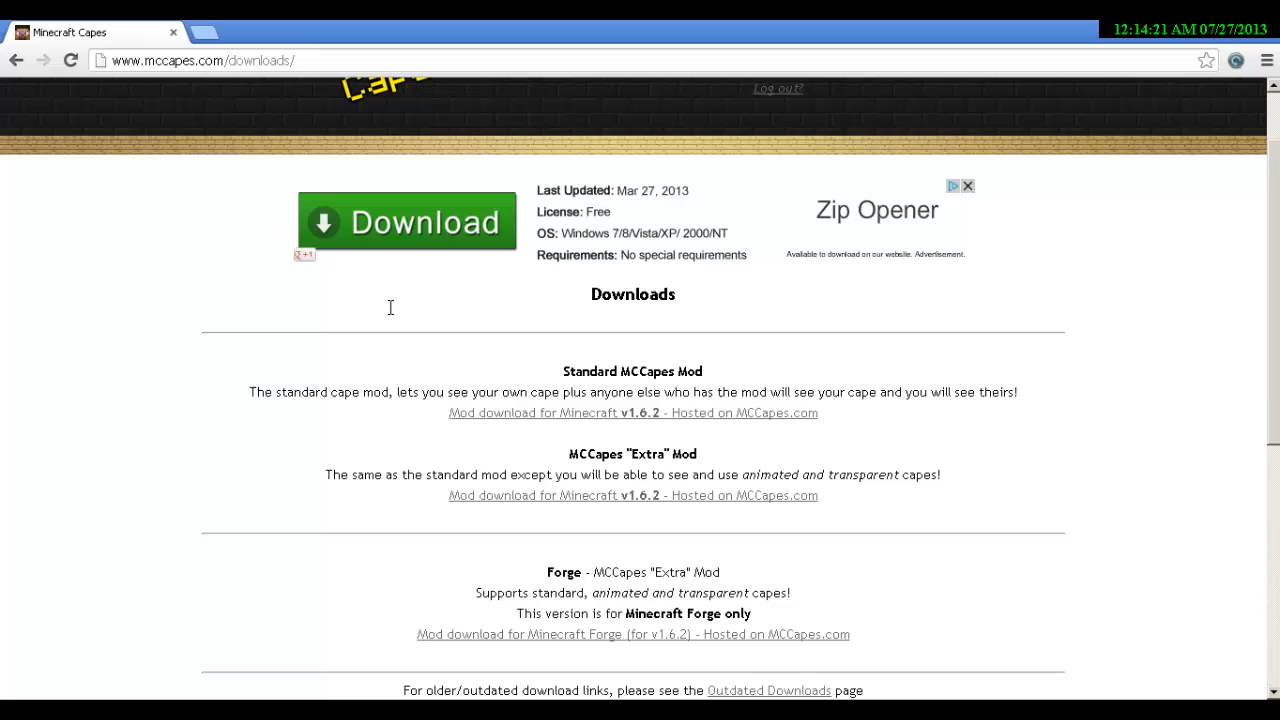 Minecraft Capes
12:14:21 AM 07/27/2013
www.mccapes.com/downloads/
Log out?
Download
Last Updated: Mar 27, 2013
License: Free
OS: Windows 7/8/Vista/XP/ 2000/NT
Requirements: No special requirements
Zip Opener
Available to download on our website. Advertisement.
+1
Downloads
Standard MCCapes Mod
The standard cape mod, lets you see your own cape plus anyone else who has the mod will see your cape and you will see theirs!
Mod download for Minecraft v1.6.2 - Hosted on MCCapes.com
MCCapes "Extra" Mod
The same as the standard mod except you will be able to see and use animated and transparent capes!
Mod download for Minecraft v1.6.2 - Hosted on MCCapes.com
Forge - MCCapes "Extra" Mod
Supports standard, animated and transparent capes!
This version is for Minecraft Forge only
Mod download for Minecraft Forge (for v1.6.2) - Hosted on MCCapes.com
For older/outdated download links, please see the Outdated Downloads page